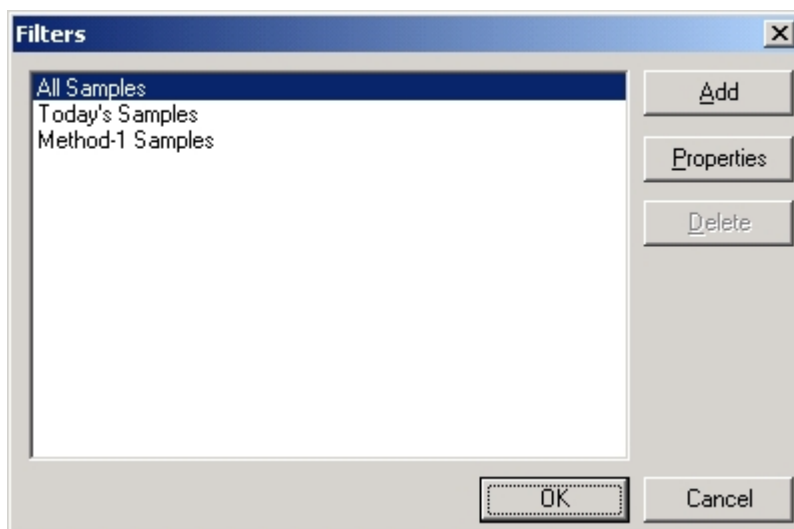 Filters
All Samples
Today's Samples
Method-1 Samples
Add
Properties
Delete
OK
Cancel